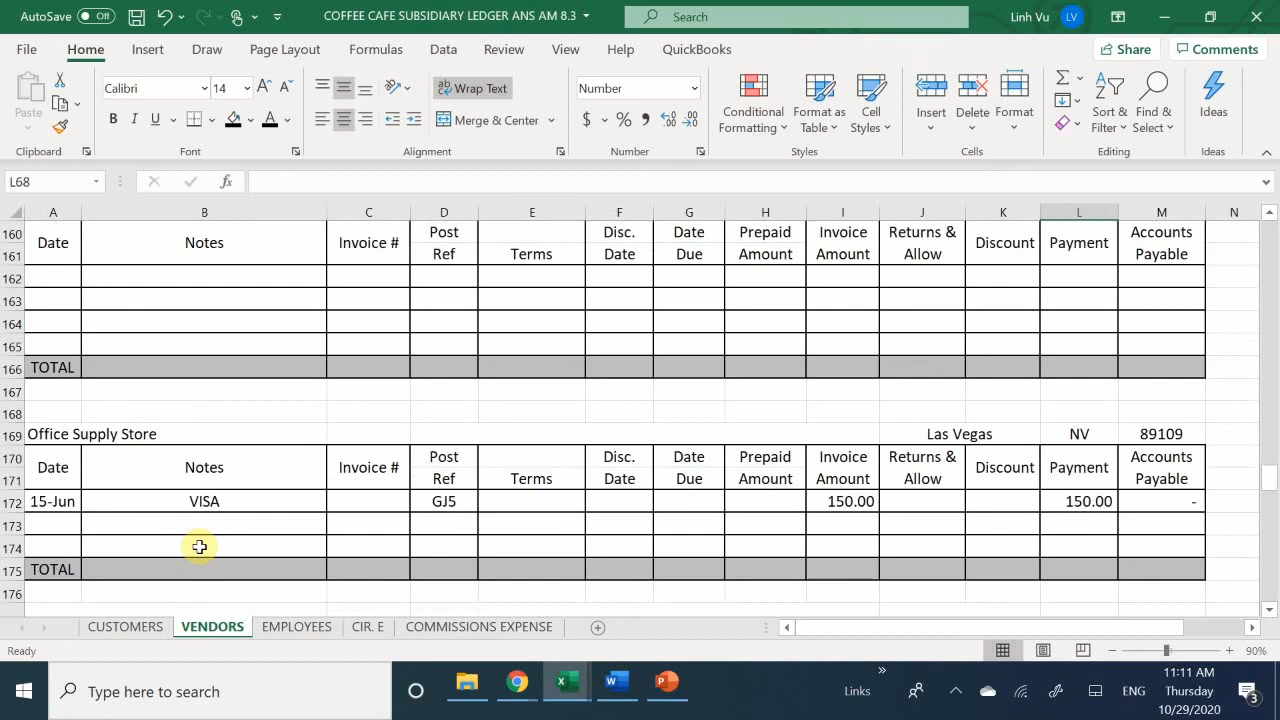 AutoSave Off COFFEE CAFE SUBSIDIARY LEDGER ANS AM 8.3 Search Linh Vu LV
File Home Insert Draw Page Layout Formulas Data Review View Help QuickBooks Share Comments
Calibri 14 Wrap Text Number
Paste B I U Merge & Center $ % Conditional Formatting Format as Table Cell Styles Insert Delete Format Sort & Filter Find & Select Ideas
Clipboard Font Alignment Number Styles Cells Editing Ideas
L68 fx
A B C D E F G H I J K L M N
160 Post Disc. Date Prepaid Invoice Returns & Accounts
Date Notes Invoice # Discount Payment
161 Ref Terms Date Due Amount Amount Allow Payable
162
163
164
165
166 TOTAL
167
168
169 Office Supply Store Las Vegas NV 89109
170 Post Disc. Date Prepaid Invoice Returns & Accounts
Date Notes Invoice # Discount Payment
171 Ref Terms Date Due Amount Amount Allow Payable
172 15-Jun VISA GJ5 150.00 150.00 -
173
174
175 TOTAL
176
CUSTOMERS VENDORS EMPLOYEES CIR. E COMMISSIONS EXPENSE
Ready 90%
Type here to search Links ENG 11:11 AM
Thursday
10/29/2020 3